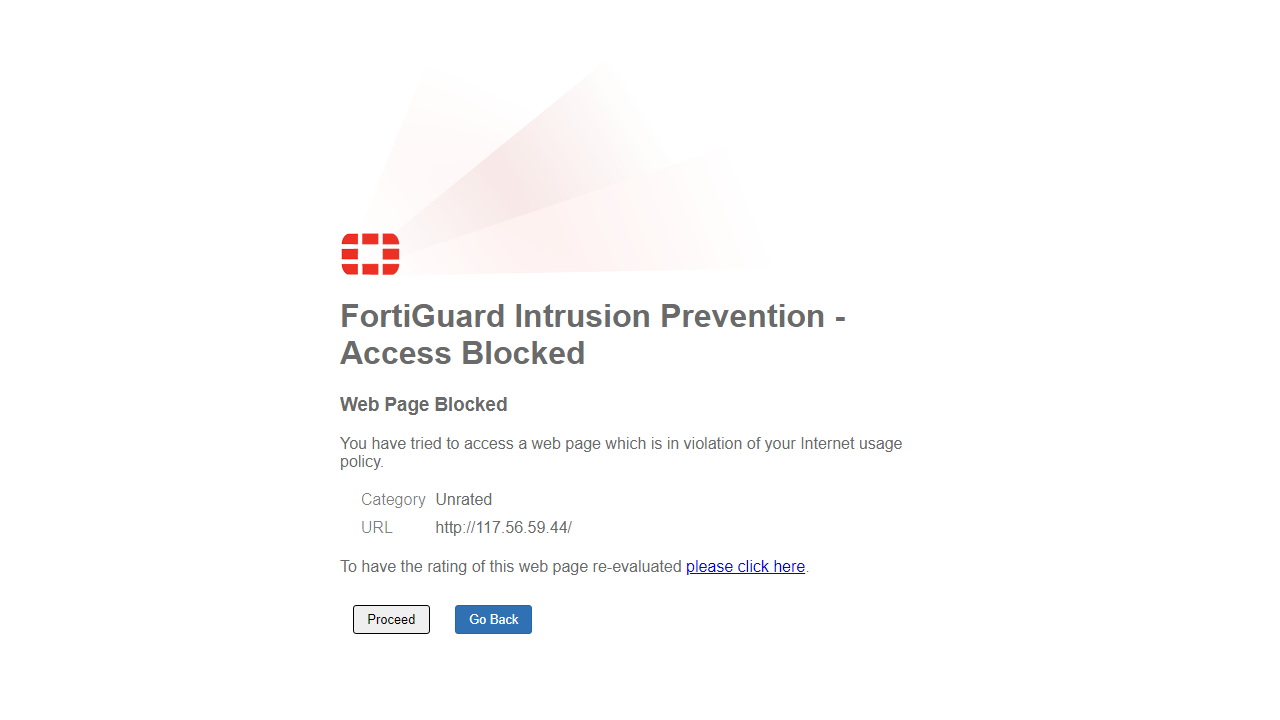 FortiGuard Intrusion Prevention -
Access Blocked
Web Page Blocked
You have tried to access a web page which is in violation of your Internet usage
policy.
Category Unrated
URL http://117.56.59.44/
To have the rating of this web page re-evaluated please click here.
Proceed Go Back